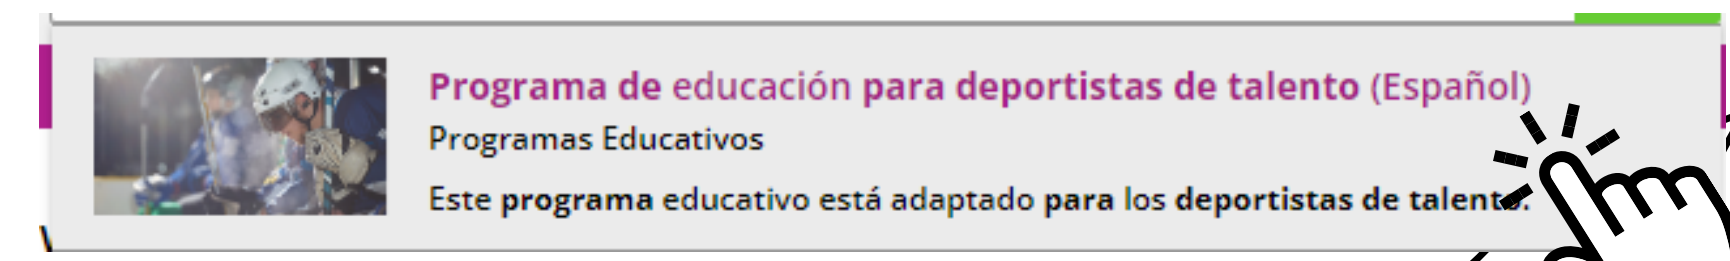 Programa de educación para deportistas de talento (Español)
Programas Educativos
Este programa educativo está adaptado para los deportistas de talento.